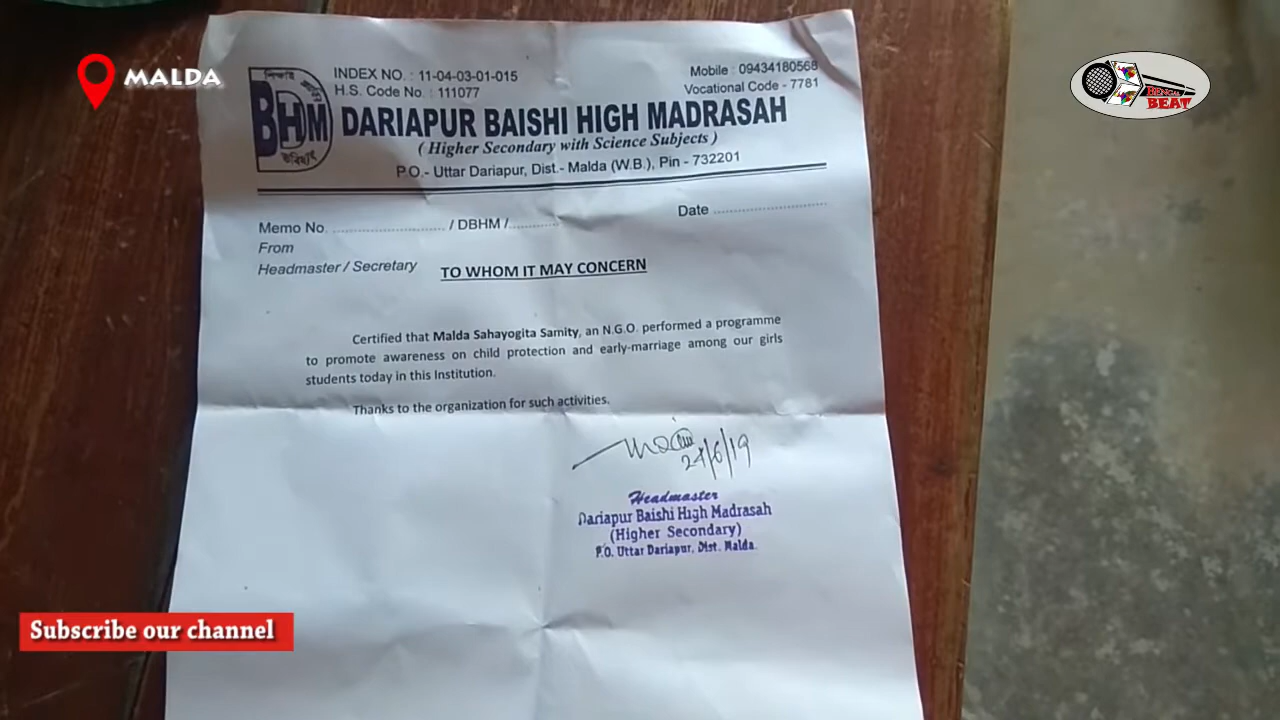 MALDA
BENGAL
BEAT
INDEX NO. : 11-04-03-01-015
H.S. Code No. : 111077
Mobile : 09434180568
Vocational Code - 7781
BHM
DARIAPUR BAISHI HIGH MADRASAH
( Higher Secondary with Science Subjects )
P.O.- Uttar Dariapur, Dist.- Malda (W.B.), Pin - 732201
Memo No. ............................ / DBHM /............
Date ............................
From
Headmaster / Secretary
TO WHOM IT MAY CONCERN
Certified that Malda Sahayogita Samity, an N.G.O. performed a programme
to promote awareness on child protection and early-marriage among our girls
students today in this Institution.
Thanks to the organization for such activities.
24/6/19
Headmaster
Dariapur Baishi High Madrasah
(Higher Secondary)
P.O. Uttar Dariapur, Dist. Malda.
Subscribe our channel